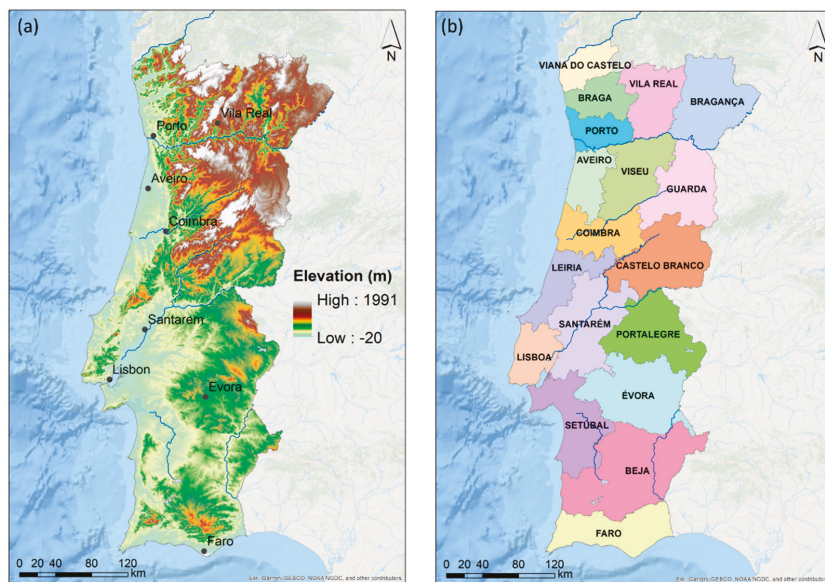 (a)
N
Porto
Vila Real
Aveiro
Coimbra
Elevation (m)
High : 1991
Low : -20
Santarém
Lisbon
Evora
Faro
0 20 40 80 120
km
Esri, Garmin, GEBCO, NOAA NGDC, and other contributors
(b)
N
VIANA DO CASTELO
VILA REAL
BRAGANÇA
BRAGA
PORTO
AVEIRO
VISEU
GUARDA
COIMBRA
LEIRIA
CASTELO BRANCO
SANTARÉM
PORTALEGRE
LISBOA
ÉVORA
SETÚBAL
BEJA
FARO
0 20 40 80 120
km
Esri, Garmin, GEBCO, NOAA NGDC, and other contributors